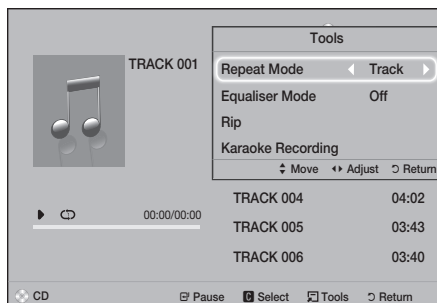 Tools
TRACK 001
Repeat Mode Track
Equaliser Mode Off
Rip
Karaoke Recording
Move Adjust Return
TRACK 004 04:02
00:00/00:00
TRACK 005 03:43
TRACK 006 03:40
CD Pause C Select Tools Return